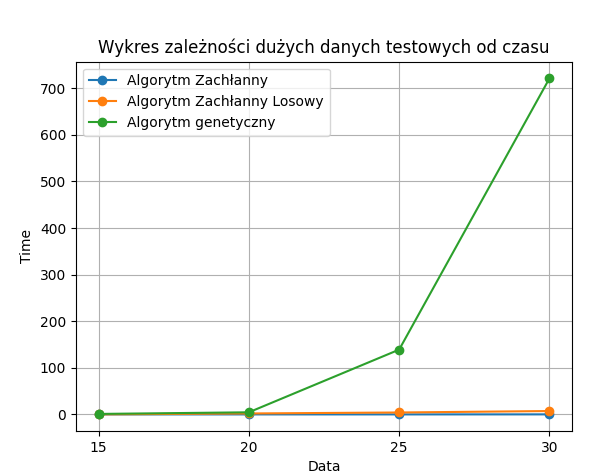 Wykres zależności dużych danych testowych od czasu
Algorytm Zachłanny
Algorytm Zachłanny Losowy
Algorytm genetyczny
700
600
500
400
300
200
100
0
Time
15 20 25 30
Data